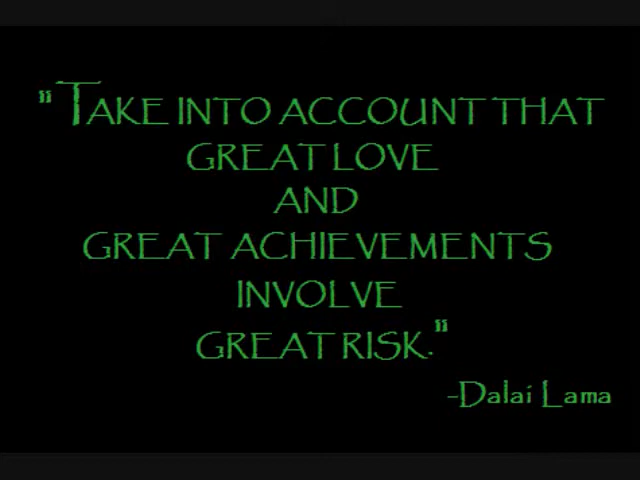 "TAKE INTO ACCOUNT THAT
GREAT LOVE
AND
GREAT ACHIEVEMENTS
INVOLVE
GREAT RISK."
-Dalai Lama